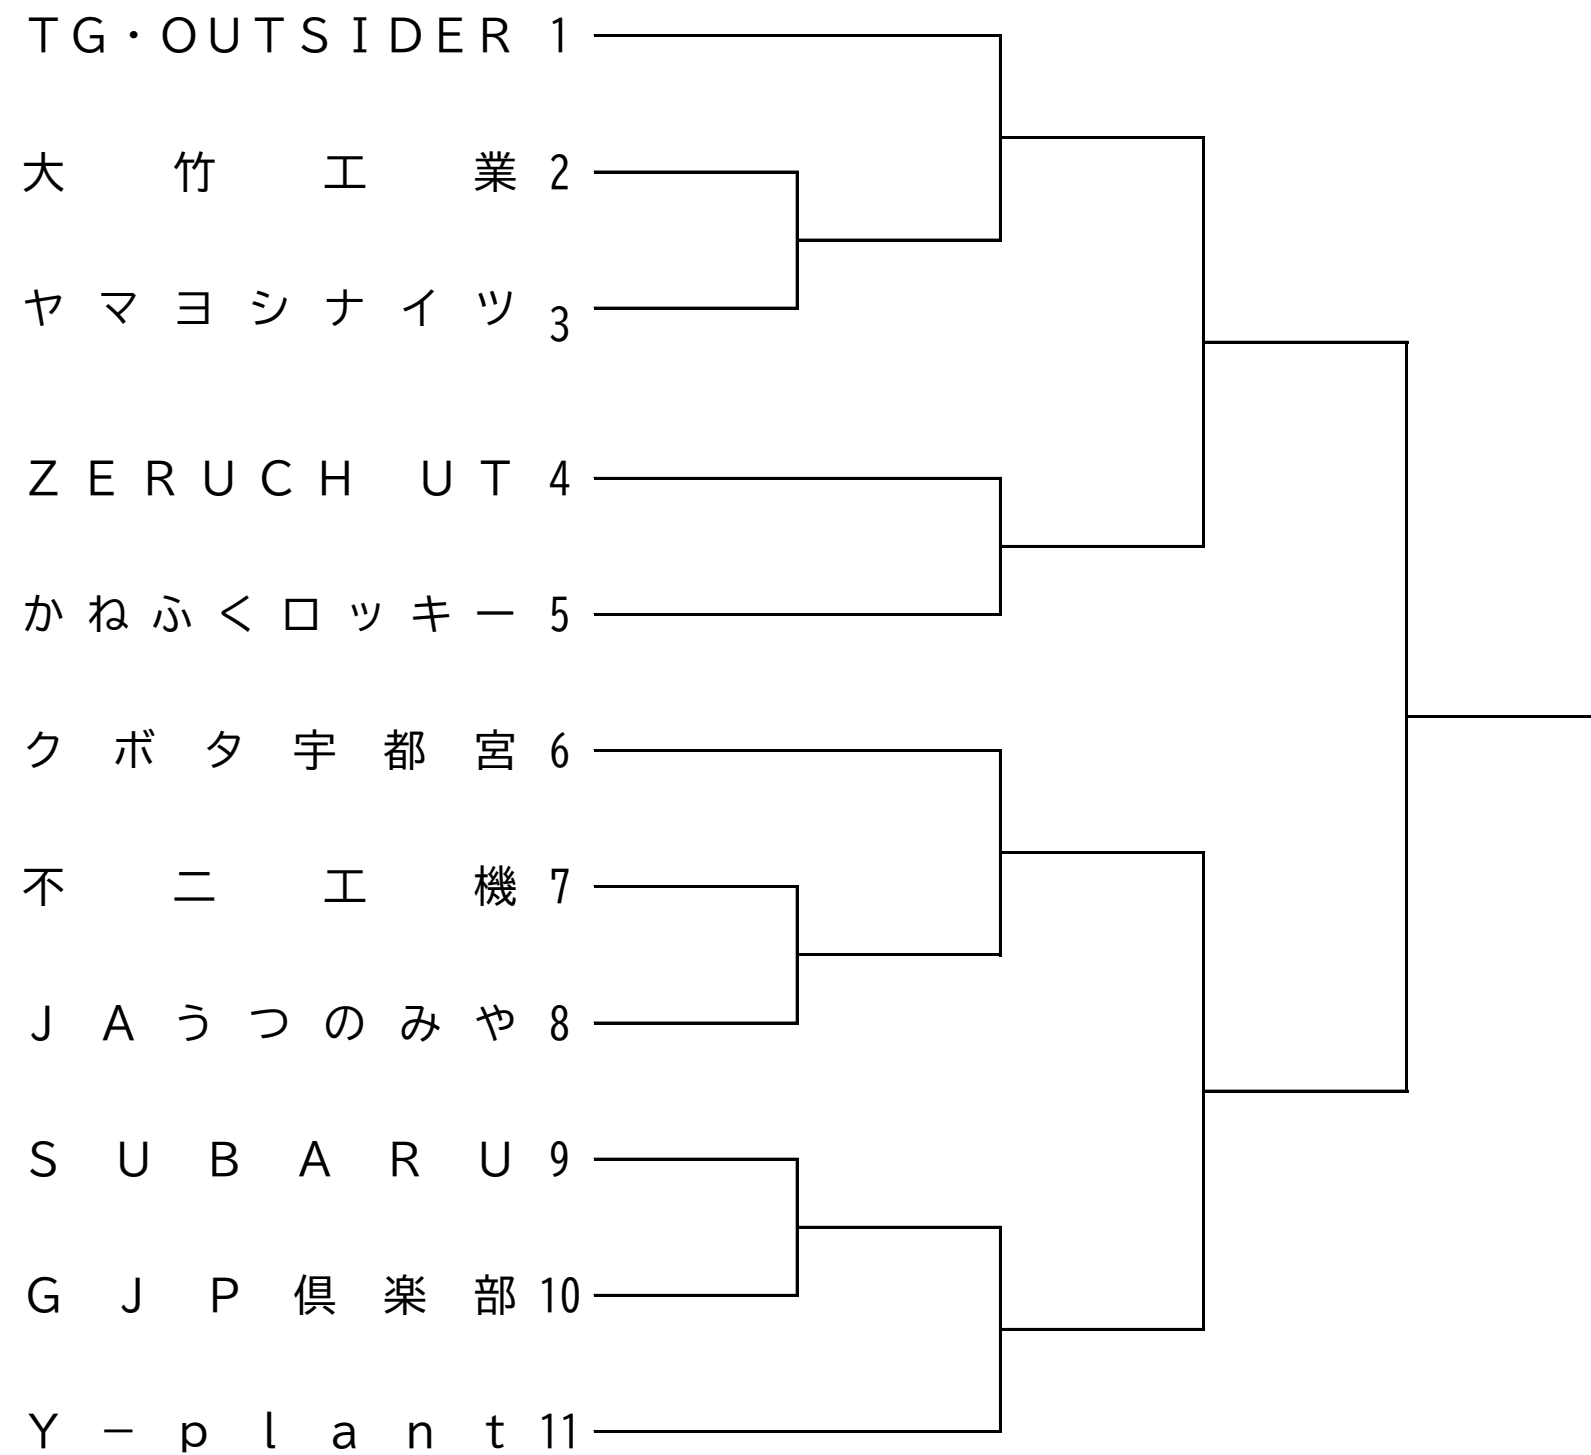 TG・OUTSIDER 1
大竹工業 2
ヤマヨシナイツ 3
ZERUCH UT 4
かねふくロッキー 5
クボタ宇都宮 6
不二工機 7
JAうつのみや 8
SUBARU 9
GJP倶楽部 10
Y-plant 11